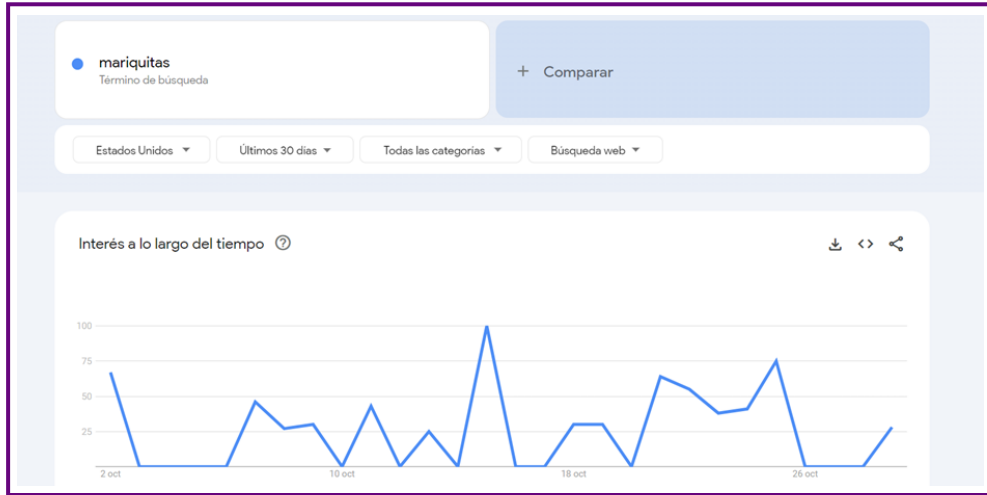 mariquitas
Término de búsqueda
+ Comparar
Estados Unidos
Últimos 30 días
Todas las categorías
Búsqueda web
Interés a lo largo del tiempo
100
75
50
25
2 oct
10 oct
18 oct
26 oct